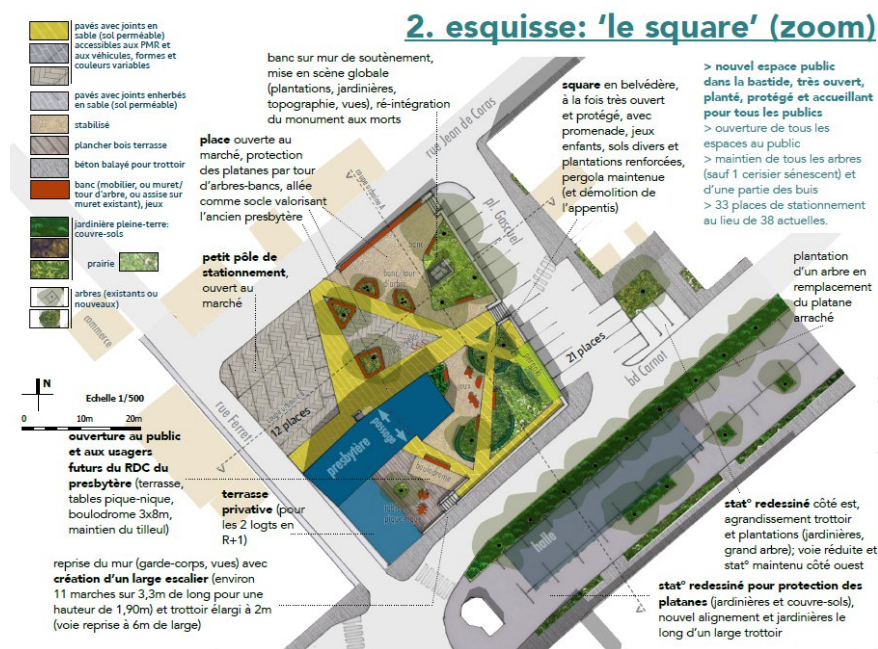 2. esquisse: 'le square' (zoom)
pavés avec joints en
sable (sol perméable)
accessibles aux PMR et
aux véhicules, formes et
couleurs variables
pavés avec joints enherbés
en sable (sol perméable)
stabilisé
plancher bois terrasse
béton balayé pour trottoir
banc (mobilier, ou muret/
tour d'arbre, ou assise sur
muret existant), jeux
jardinière pleine-terre:
couvre-sols
prairie
arbres (existants ou
nouveaux)
commerce
N
Echelle 1/500
0 10m 20m
banc sur mur de soutènement,
mise en scène globale
(plantations, jardinières,
topographie, vues), ré-intégration
du monument aux morts
place ouverte au
marché, protection
des platanes par tour
d'arbres-bancs, allée
comme socle valorisant
l'ancien presbytère
petit pôle de
stationnement,
ouvert au
marché
square en belvédère,
à la fois très ouvert
et protégé, avec
promenade, jeux
enfants, sols divers et
plantations renforcées,
pergola maintenue
(et démolition de
l'appentis)
> nouvel espace public
dans la bastide, très ouvert,
planté, protégé et accueillant
pour tous les publics
> ouverture de tous les
espaces au public
> maintien de tous les arbres
(sauf 1 cerisier sénescent) et
d'une partie des buis
> 33 places de stationnement
au lieu de 38 actuelles.
plantation
d'un arbre en
remplacement
du platane
arraché
rue Jean de Coras
pl. Gascuel
21 places
bd Carnot
rue Ferret
12 places
presbytère
passage
jeux
boulodrome
halle
ouverture au public
et aux usagers
futurs du RDC du
presbytère (terrasse,
tables pique-nique,
boulodrome 3x8m,
maintien du tilleul)
terrasse
privative (pour
les 2 logts en
R+1)
reprise du mur (garde-corps, vues) avec
création d'un large escalier (environ
11 marches sur 3,3m de long pour une
hauteur de 1,90m) et trottoir élargi à 2m
(voie reprise à 6m de large)
stat° redessiné côté est,
agrandissement trottoir
et plantations (jardinières,
grand arbre); voie réduite et
stat° maintenu côté ouest
stat° redessiné pour protection des
platanes (jardinières et couvre-sols),
nouvel alignement et jardinières le
long d'un large trottoir